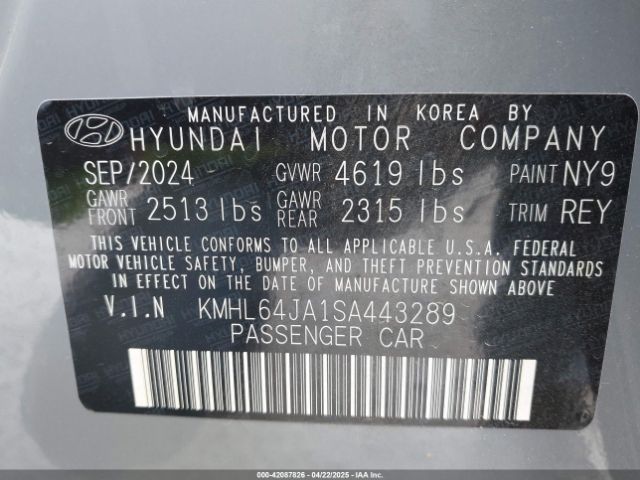 MANUFACTURED IN KOREA BY
HYUNDAI MOTOR COMPANY
SEP/2024 GVWR 4619 lbs PAINT NY9
GAWR FRONT 2513 lbs GAWR REAR 2315 lbs TRIM REY
THIS VEHICLE CONFORMS TO ALL APPLICABLE U.S.A. FEDERAL
MOTOR VEHICLE SAFETY, BUMPER, AND THEFT PREVENTION STANDARDS
IN EFFECT ON THE DATE OF MANUFACTURE SHOWN ABOVE
V.I.N KMHL64JA1SA443289
PASSENGER CAR
000-42087826 - 04/22/2025 -